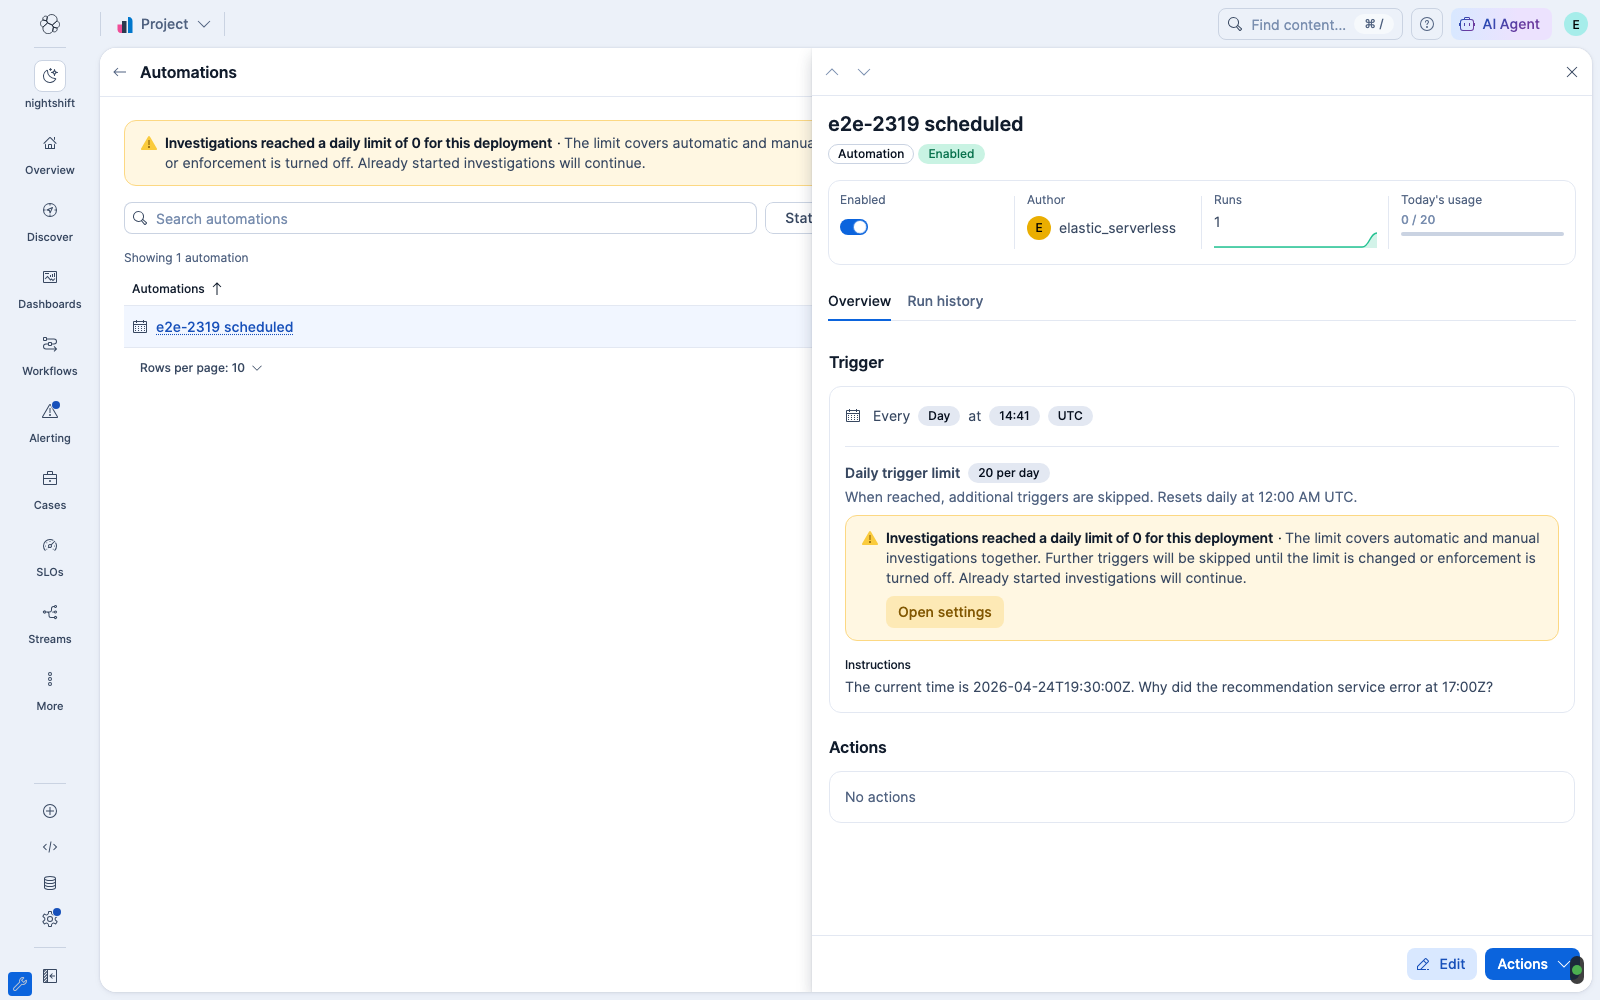 Project
Find content...
⌘ /
AI Agent
E
nightshift
Overview
Discover
Dashboards
Workflows
Alerting
Cases
SLOs
Streams
More
Automations
Investigations reached a daily limit of 0 for this deployment · The limit covers automatic and manua
or enforcement is turned off. Already started investigations will continue.
Search automations
Stat
Showing 1 automation
Automations
e2e-2319 scheduled
Rows per page: 10
e2e-2319 scheduled
Automation
Enabled
Enabled
Author
E
elastic_serverless
Runs
1
Today's usage
0 / 20
Overview
Run history
Trigger
Every Day at 14:41 UTC
Daily trigger limit 20 per day
When reached, additional triggers are skipped. Resets daily at 12:00 AM UTC.
Investigations reached a daily limit of 0 for this deployment · The limit covers automatic and manual
investigations together. Further triggers will be skipped until the limit is changed or enforcement is
turned off. Already started investigations will continue.
Open settings
Instructions
The current time is 2026-04-24T19:30:00Z. Why did the recommendation service error at 17:00Z?
Actions
No actions
Edit
Actions